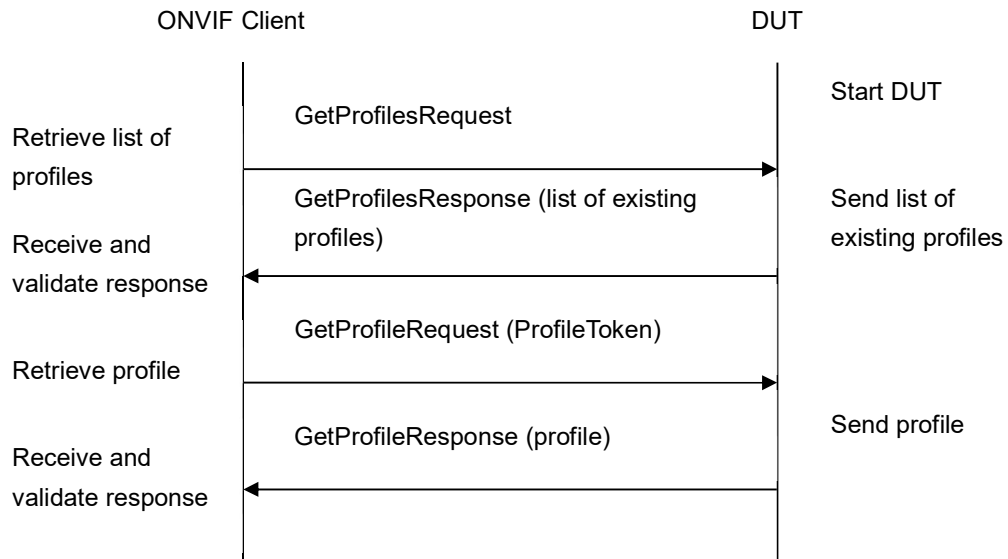 ONVIF Client
DUT
Start DUT
GetProfilesRequest
Retrieve list of
profiles
GetProfilesResponse (list of existing
profiles)
Send list of
existing profiles
Receive and
validate response
GetProfileRequest (ProfileToken)
Retrieve profile
GetProfileResponse (profile)
Send profile
Receive and
validate response